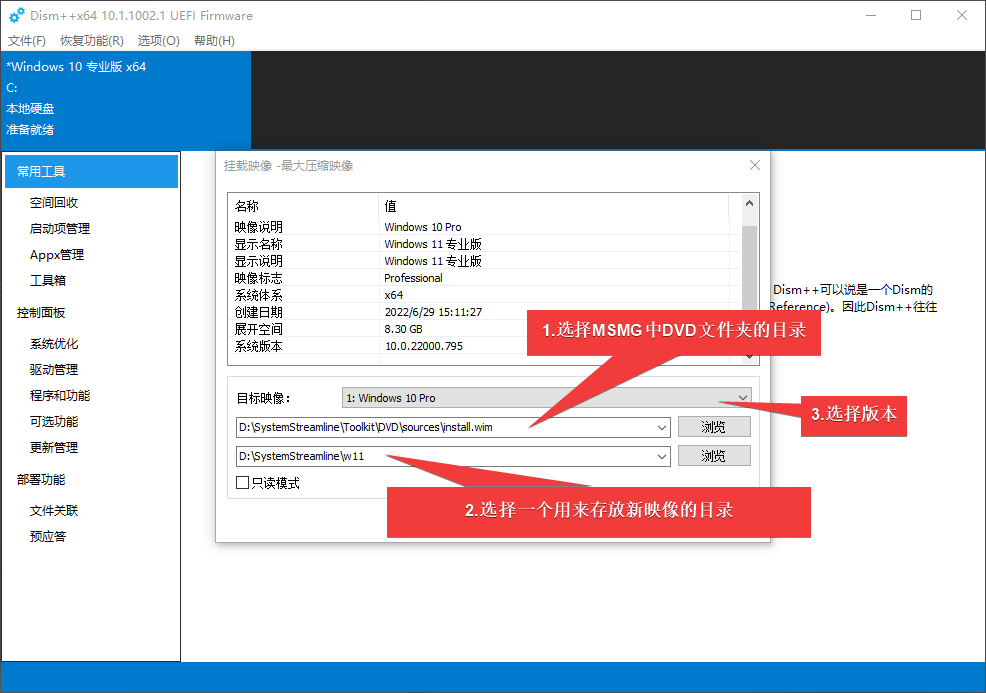 Dism++x64 10.1.1002.1 UEFI Firmware
文件(F) 恢复功能(R) 选项(O) 帮助(H)
*Windows 10 专业版 x64
C:
本地硬盘
准备就绪
常用工具
空间回收
启动项管理
Appx管理
工具箱
控制面板
系统优化
驱动管理
程序和功能
可选功能
更新管理
部署功能
文件关联
预应答
挂载映像 -最大压缩映像
名称 值
映像说明 Windows 10 Pro
显示名称 Windows 11 专业版
显示说明 Windows 11 专业版
映像标志 Professional
系统体系 x64
创建日期 2022/6/29 15:11:27
展开空间 8.30 GB
系统版本 10.0.22000.795
Dism++可以说是一个Dism的
Reference)。因此Dism++往往
1.选择MSMG中DVD文件夹的目录
目标映像: 1: Windows 10 Pro
3.选择版本
D:\SystemStreamline\Toolkit\DVD\sources\install.wim 浏览
D:\SystemStreamline\w11 浏览
只读模式
2.选择一个用来存放新映像的目录